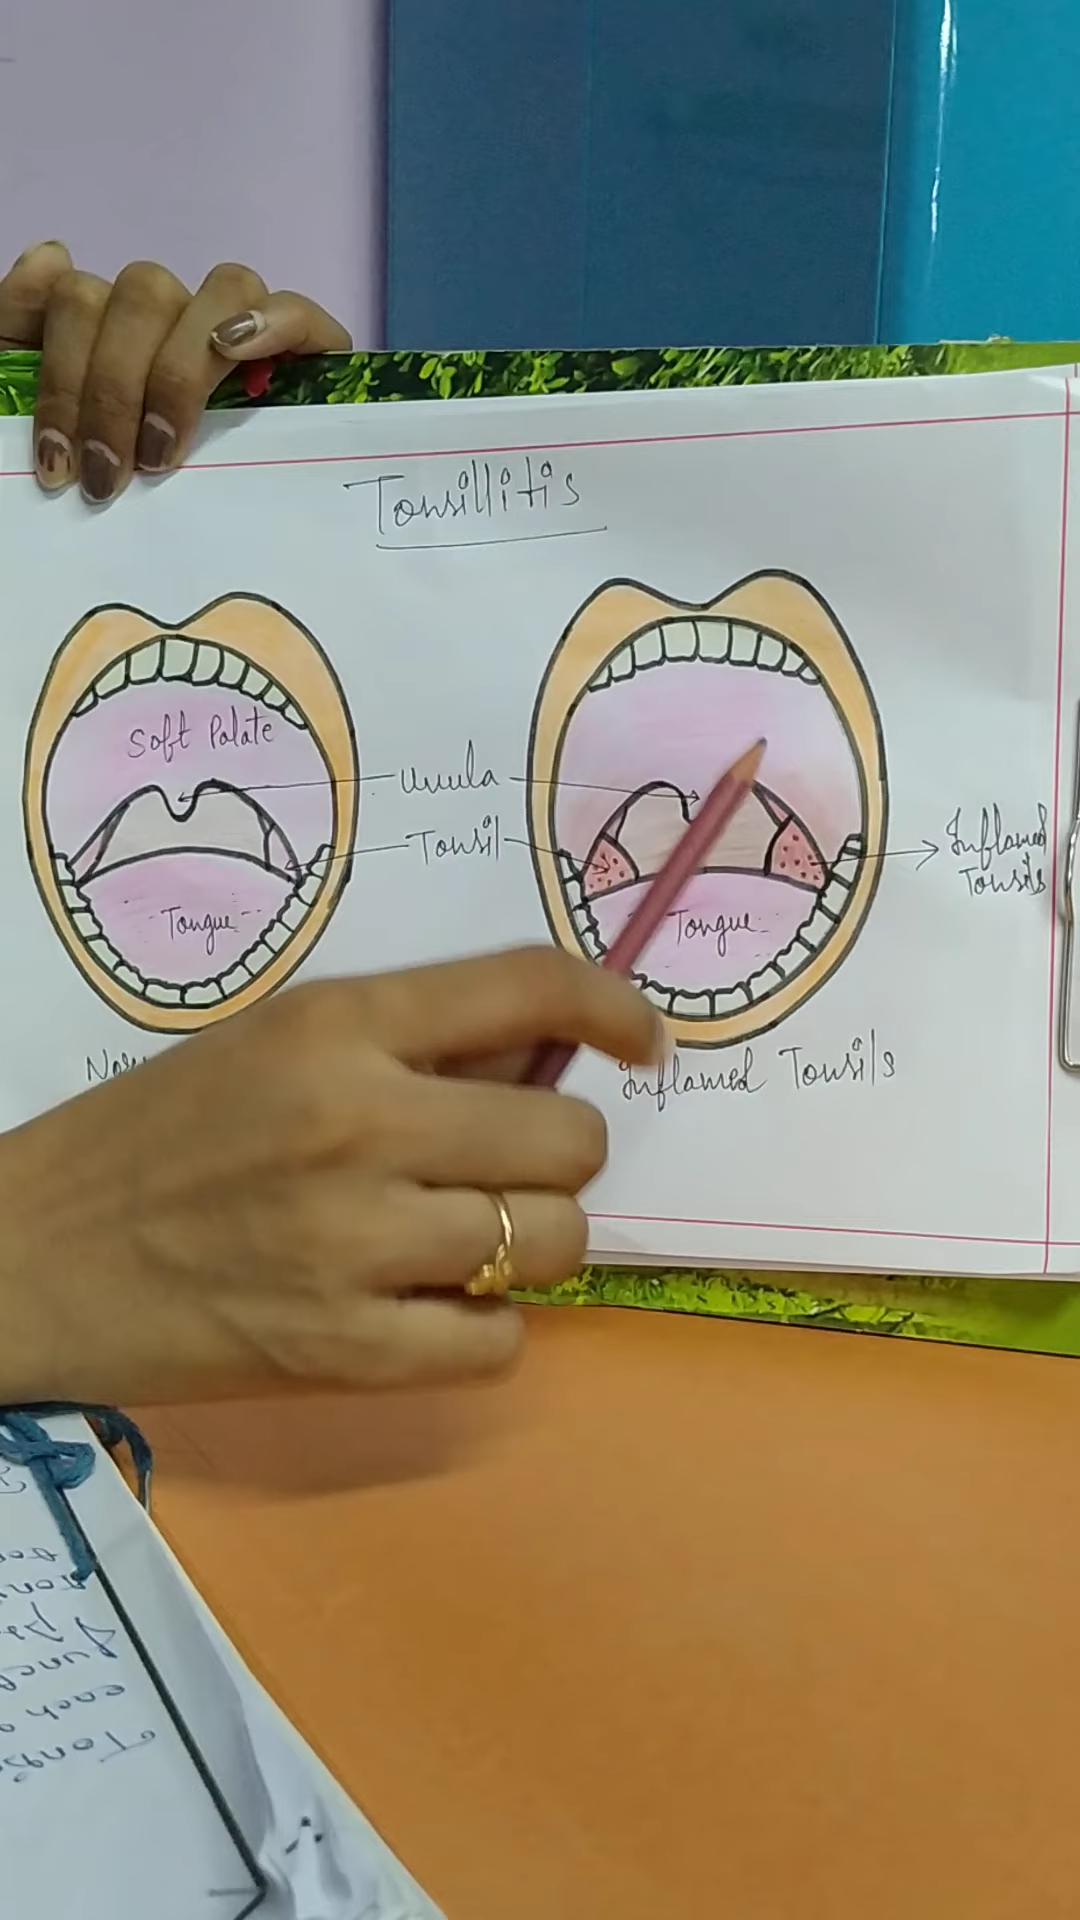 Tonsillitis
Soft Palate
Uvula
Tonsil
Inflamed
Tonsils
Tongue
Tongue
Inflamed Tonsils